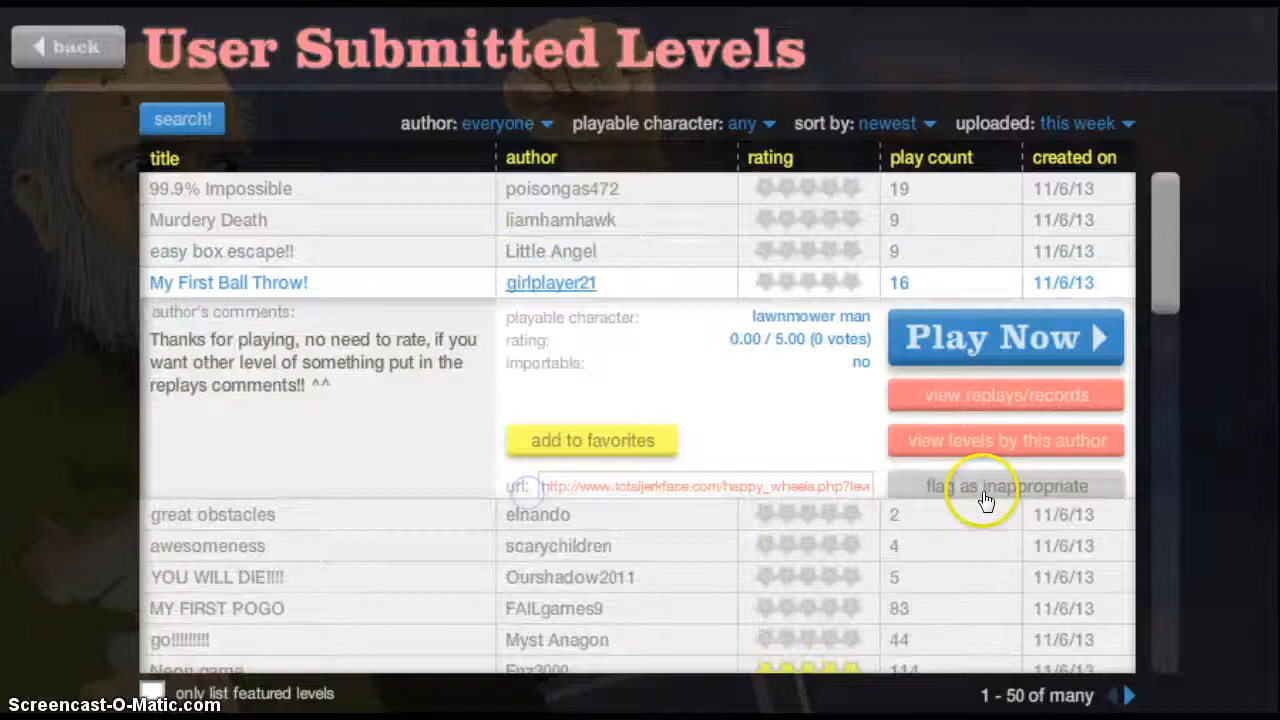 back
User Submitted Levels
search!
author: everyone playable character: any sort by: newest uploaded: this week
title author rating play count created on
99.9% Impossible poisongas472 19 11/6/13
Murdery Death liamhamhawk 9 11/6/13
easy box escape!! Little Angel 9 11/6/13
My First Ball Throw! girlplayer21 16 11/6/13
author's comments:
Thanks for playing, no need to rate, if you
want other level of something put in the
replays comments!! ^^
playable character: lawnmower man
rating: 0.00 / 5.00 (0 votes)
importable: no
add to favorites
url: http://www.totaljerkface.com/happy_wheels.php?leve
Play Now
view replays/records
view levels by this author
flag as inappropriate
great obstacles elnando 2 11/6/13
awesomeness scarychildren 4 11/6/13
YOU WILL DIE!!!! Ourshadow2011 5 11/6/13
MY FIRST POGO FAILgames9 83 11/6/13
go!!!!!!!!! Myst Anagon 44 11/6/13
Neon game 114 11/6/13
only list featured levels
1 - 50 of many
Screencast-O-Matic.com